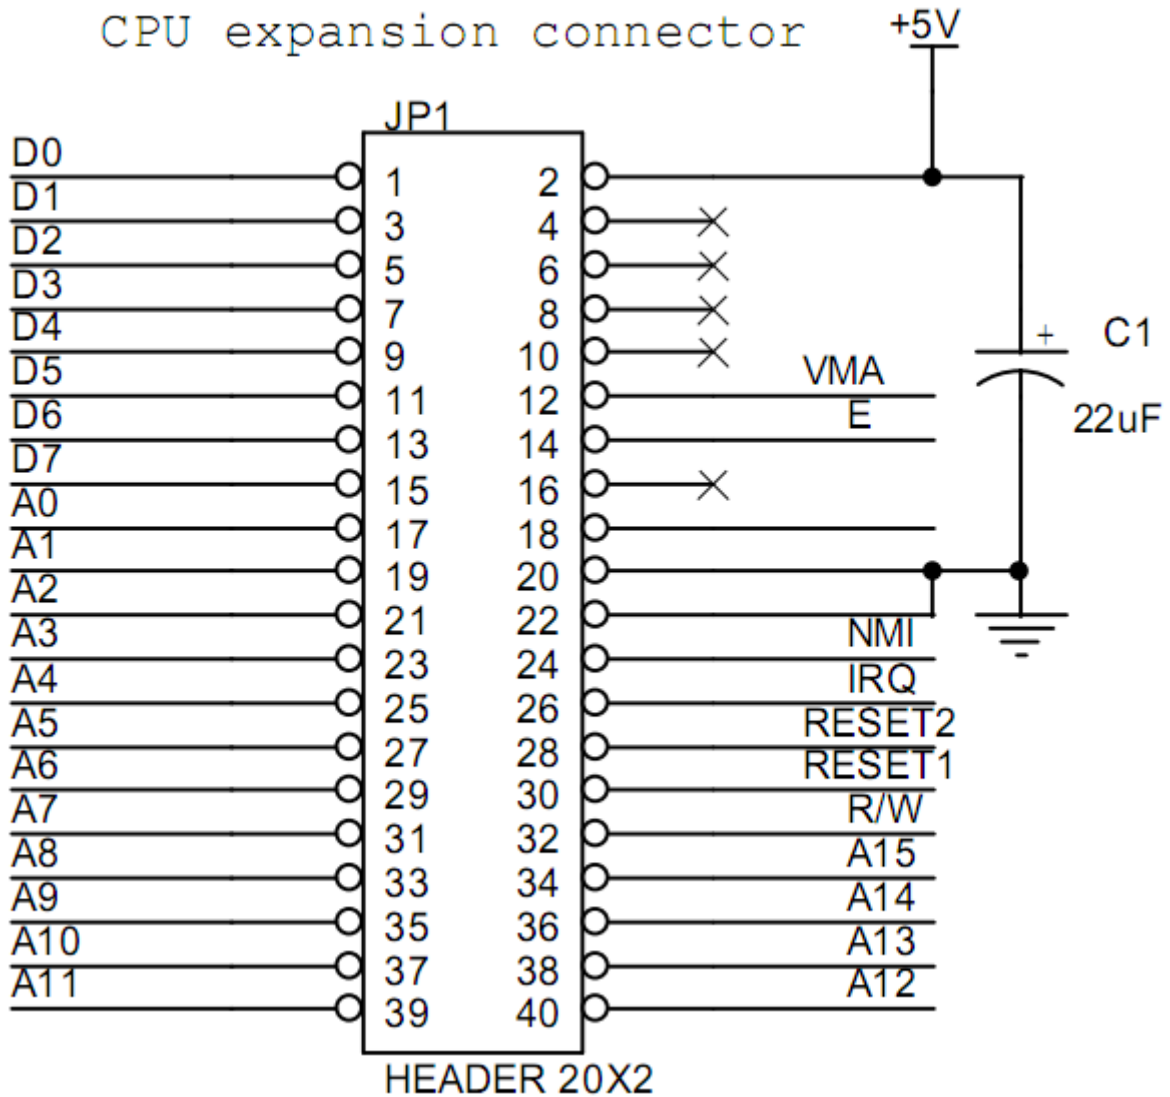 CPU expansion connector
+5V
JP1
D0
1 2
D1
3 4
D2
5 6
D3
7 8
D4
9 10
+ C1
D5 VMA
11 12
D6 E
22uF
13 14
D7
15 16
A0
17 18
A1
19 20
A2
21 22
A3 NMI
23 24
A4 IRQ
25 26
A5 RESET2
27 28
A6 RESET1
29 30
A7 R/W
31 32
A8 A15
33 34
A9 A14
35 36
A10 A13
37 38
A11 A12
39 40
HEADER 20X2